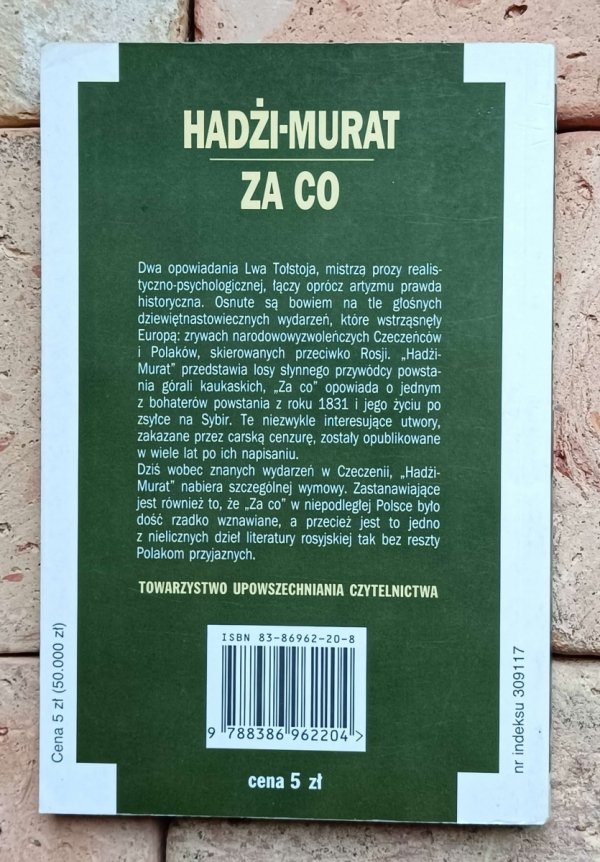 HADŻI-MURAT
ZA CO
Dwa opowiadania Lwa Tołstoja, mistrzą prozy realis-
tyczno-psychologicznej, łączy oprócz artyzmu prawda
historyczna. Osnute są bowiem na tle głośnych
dziewiętnastowiecznych wydarzeń, które wstrząsnęły
Europą: zrywach narodowowyzwoleńczych Czeczeńców
i Polaków, skierowanych przeciwko Rosji. „Hadżi-
Murat” przedstawia losy słynnego przywódcy powsta-
nia górali kaukaskich, „Za co” opowiada o jednym
z bohaterów powstania z roku 1831 i jego życiu po
zsyłce na Sybir. Te niezwykle interesujące utwory,
zakazane przez carską cenzurę, zostały opublikowane
w wiele lat po ich napisaniu.
Dziś wobec znanych wydarzeń w Czeczenii, „Hadżi-
Murat” nabiera szczególnej wymowy. Zastanawiające
jest również to, że „Za co” w niepodległej Polsce było
dość rzadko wznawiane, a przecież jest to jedno
z nielicznych dzieł literatury rosyjskiej tak bez reszty
Polakom przyjaznych.
TOWARZYSTWO UPOWSZECHNIANIA CZYTELNICTWA
ISBN 83-86962-20-8
9 788386 962204 >
cena 5 zł
Cena 5 zł (50.000 zł)
nr indeksu 309117